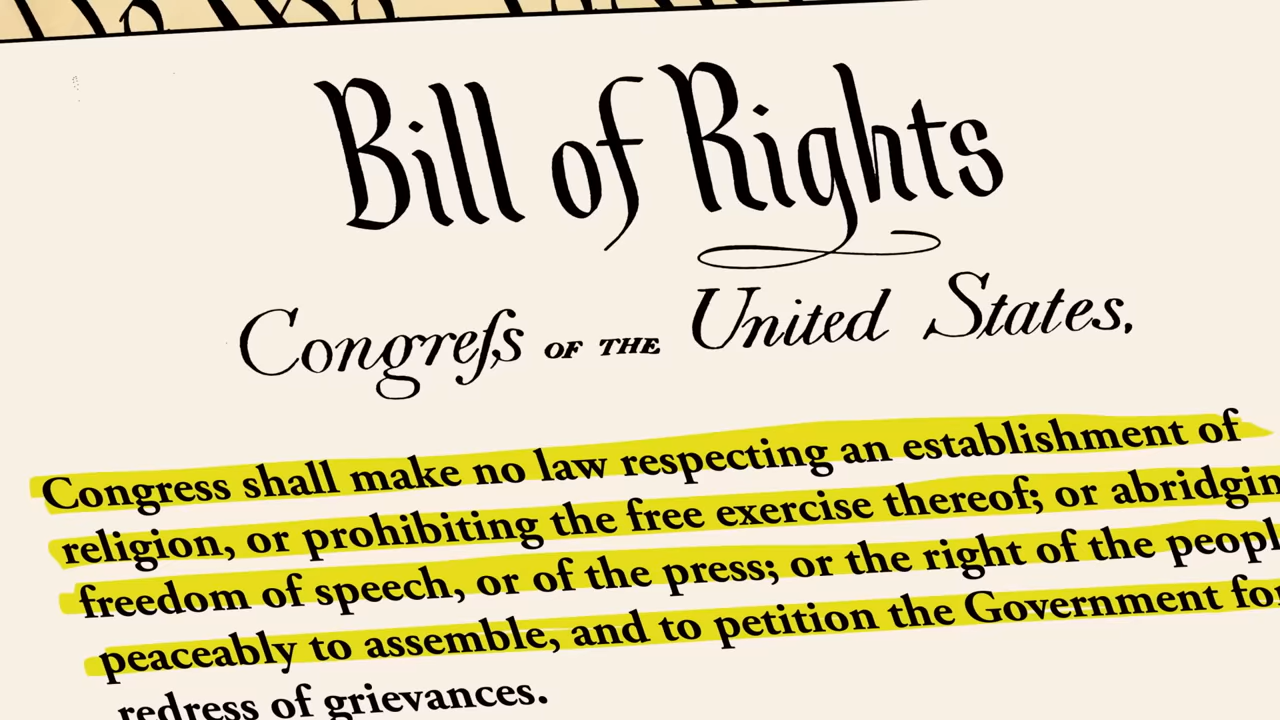 Bill of Rights
Congreſs OF THE United States,
Congress shall make no law respecting an establishment of
religion, or prohibiting the free exercise thereof; or abridgin
freedom of speech, or of the press; or the right of the peopl
peaceably to assemble, and to petition the Government for
redress of grievances.